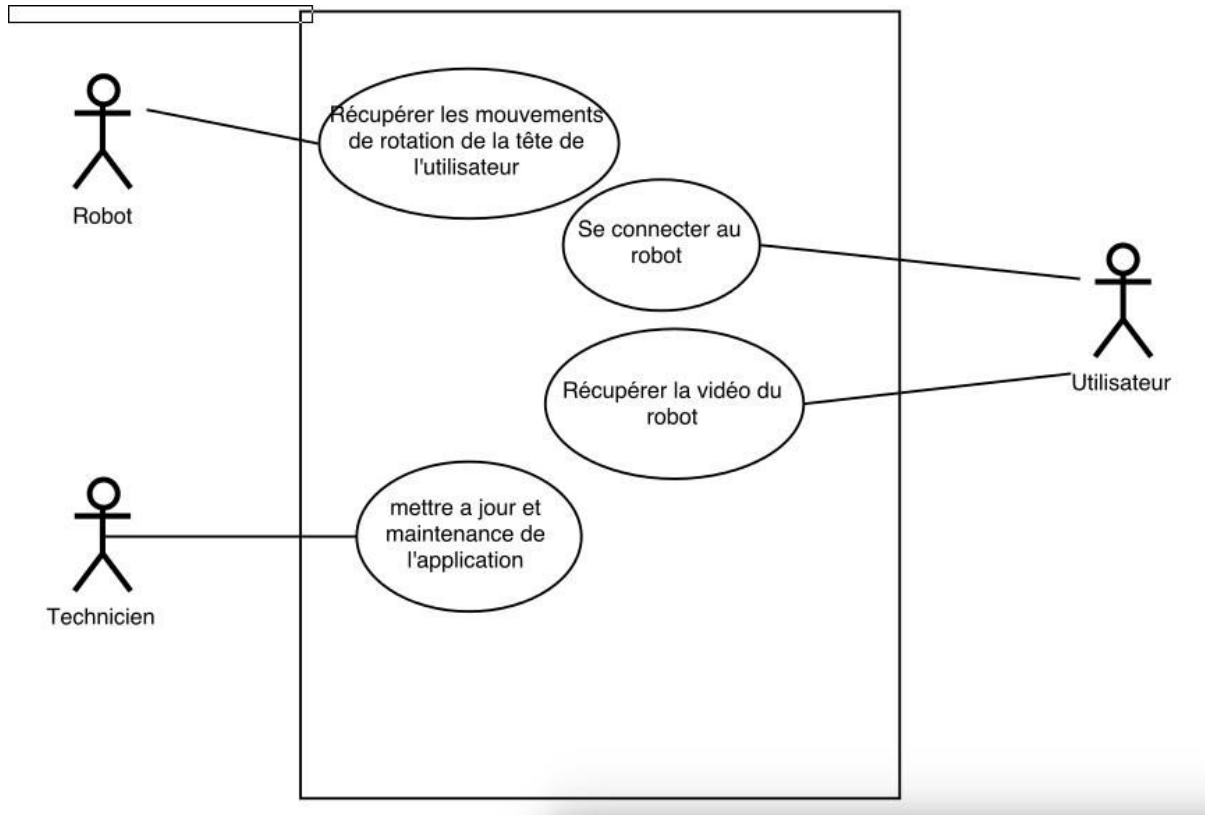 Récupérer les mouvements
de rotation de la tête de
l'utilisateur
Robot
Se connecter au
robot
Utilisateur
Récupérer la vidéo du
robot
mettre a jour et
maintenance de
l'application
Technicien